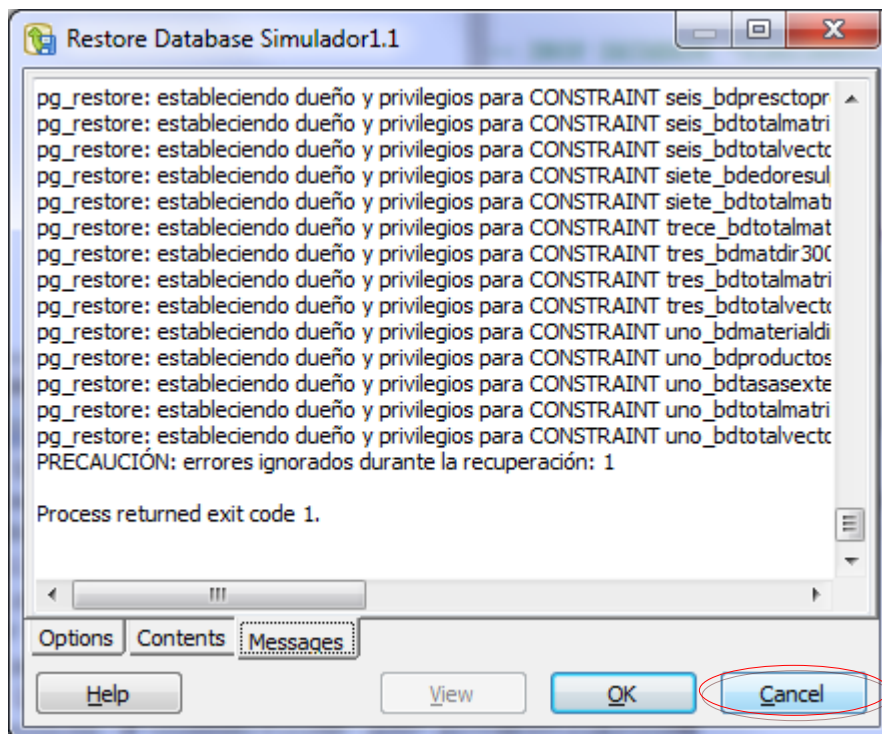 Restore Database Simulador1.1
pg_restore: estableciendo dueño y privilegios para CONSTRAINT seis_bdpresctopr
pg_restore: estableciendo dueño y privilegios para CONSTRAINT seis_bdtotalmatri
pg_restore: estableciendo dueño y privilegios para CONSTRAINT seis_bdtotalvecto
pg_restore: estableciendo dueño y privilegios para CONSTRAINT siete_bdedoresul
pg_restore: estableciendo dueño y privilegios para CONSTRAINT siete_bdtotalmat
pg_restore: estableciendo dueño y privilegios para CONSTRAINT trece_bdtotalmat
pg_restore: estableciendo dueño y privilegios para CONSTRAINT tres_bdmatdir300
pg_restore: estableciendo dueño y privilegios para CONSTRAINT tres_bdtotalmatri
pg_restore: estableciendo dueño y privilegios para CONSTRAINT tres_bdtotalvecto
pg_restore: estableciendo dueño y privilegios para CONSTRAINT uno_bdmaterialdi
pg_restore: estableciendo dueño y privilegios para CONSTRAINT uno_bdproductos
pg_restore: estableciendo dueño y privilegios para CONSTRAINT uno_bdtasasexte
pg_restore: estableciendo dueño y privilegios para CONSTRAINT uno_bdtotalmatri
pg_restore: estableciendo dueño y privilegios para CONSTRAINT uno_bdtotalvecto
PRECAUCIÓN: errores ignorados durante la recuperación: 1
Process returned exit code 1.
Options Contents Messages
Help View OK Cancel